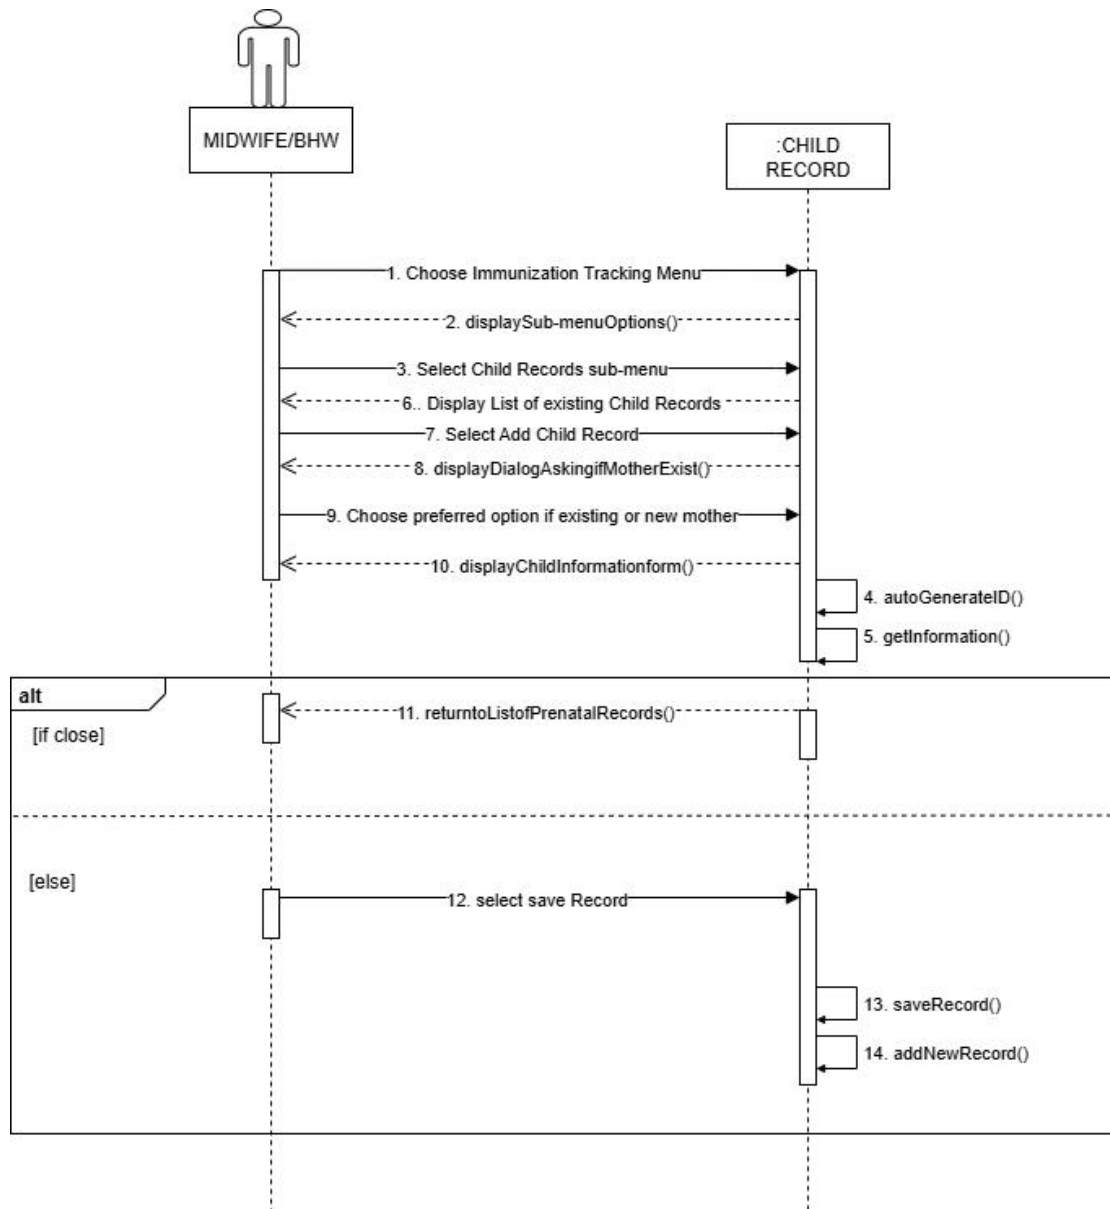 MIDWIFE/BHW
:CHILD
RECORD
1. Choose Immunization Tracking Menu
2. displaySub-menuOptions()
3. Select Child Records sub-menu
6.. Display List of existing Child Records
7. Select Add Child Record
8. displayDialogAskingifMotherExist()
9. Choose preferred option if existing or new mother
10. displayChildInformationform()
4. autoGenerateID()
5. getInformation()
alt
11. returntoListofPrenatalRecords()
[if close]
[else]
12. select save Record
13. saveRecord()
14. addNewRecord()